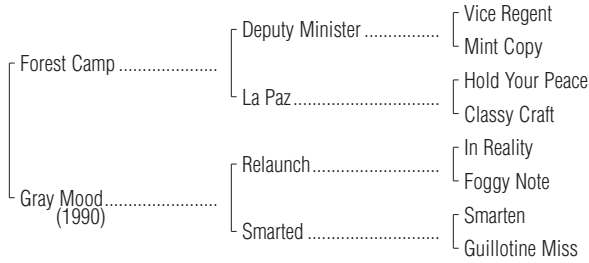 Vice Regent
Deputy Minister ................
Mint Copy
Forest Camp .....................
Hold Your Peace
La Paz...............................
Classy Craft
In Reality
Relaunch...........................
Foggy Note
Gray Mood........................
(1990)
Smarten
Smarted ............................
Guillotine Miss